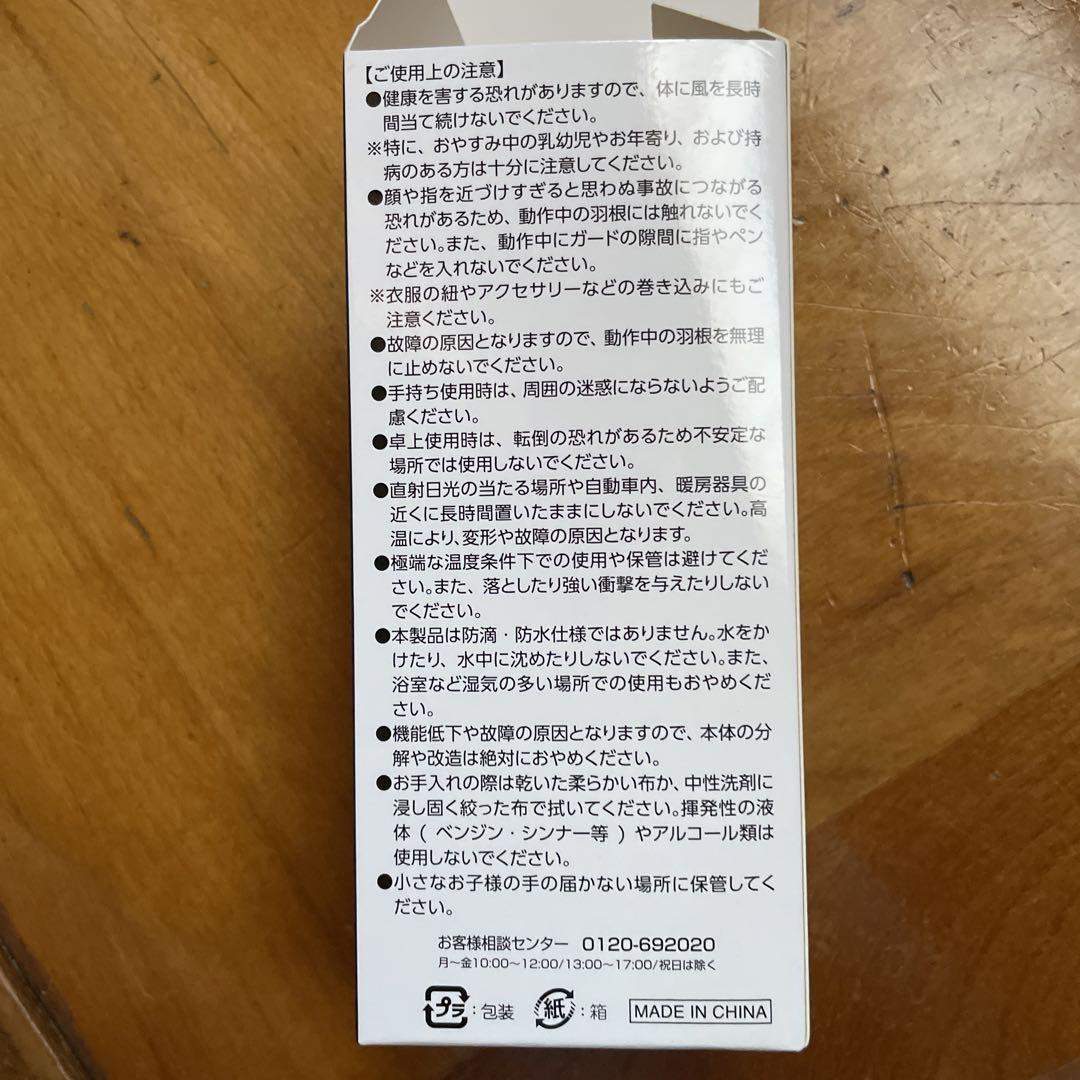 【ご使用上の注意】
●健康を害する恐れがありますので、体に風を長時
間当て続けないでください。
※特に、おやすみ中の乳幼児やお年寄り、および持
病のある方は十分に注意してください。
●顔や指を近づけすぎると思わぬ事故につながる
恐れがあるため、動作中の羽根には触れないでく
ださい。また、動作中にガードの隙間に指やペン
などを入れないでください。
※衣服の紐やアクセサリーなどの巻き込みにもご
注意ください。
●故障の原因となりますので、動作中の羽根を無理
に止めないでください。
●手持ち使用時は、周囲の迷惑にならないようご配
慮ください。
●卓上使用時は、転倒の恐れがあるため不安定な
場所では使用しないでください。
●直射日光の当たる場所や自動車内、暖房器具の
近くに長時間置いたままにしないでください。高
温により、変形や故障の原因となります。
●極端な温度条件下での使用や保管は避けてくだ
さい。また、落としたり強い衝撃を与えたりしない
でください。
●本製品は防滴・防水仕様ではありません。水をか
けたり、水中に沈めたりしないでください。また、
浴室など湿気の多い場所での使用もおやめくだ
さい。
●機能低下や故障の原因となりますので、本体の分
解や改造は絶対におやめください。
●お手入れの際は乾いた柔らかい布か、中性洗剤に
浸し固く絞った布で拭いてください。揮発性の液
体(ベンジン・シンナー等)やアルコール類は
使用しないでください。
●小さなお子様の手の届かない場所に保管してく
ださい。
お客様相談センター 0120-692020
月～金10:00～12:00/13:00～17:00/祝日は除く
プラ:包装 紙:箱 MADE IN CHINA